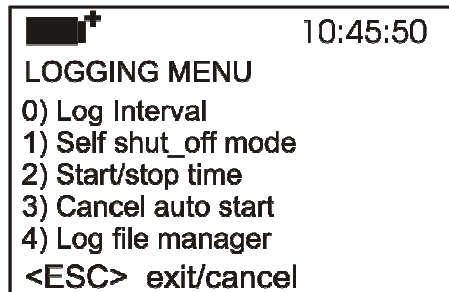 10:45:50
LOGGING MENU
0) Log Interval
1) Self shut_off mode
2) Start/stop time
3) Cancel auto start
4) Log file manager
<ESC> exit/cancel